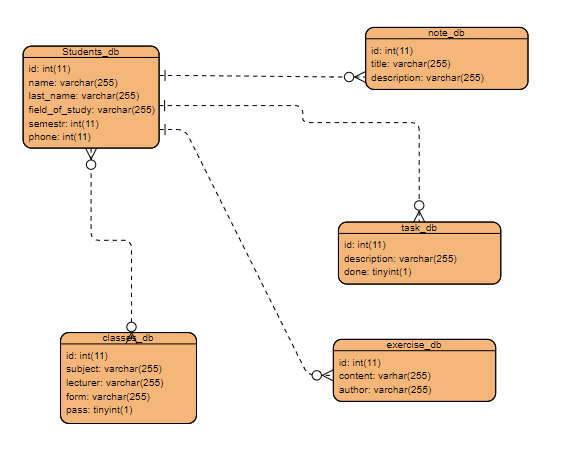 Students_db
id: int(11)
name: varchar(255)
last_name: varchar(255)
field_of_study: varchar(255)
semestr: int(11)
phone: int(11)
note_db
id: int(11)
title: varchar(255)
description: varchar(255)
task_db
id: int(11)
description: varchar(255)
done: tinyint(1)
classes_db
id: int(11)
subject: varchar(255)
lecturer: varchar(255)
form: varchar(255)
pass: tinyint(1)
exercise_db
id: int(11)
content: varhar(255)
author: varchar(255)